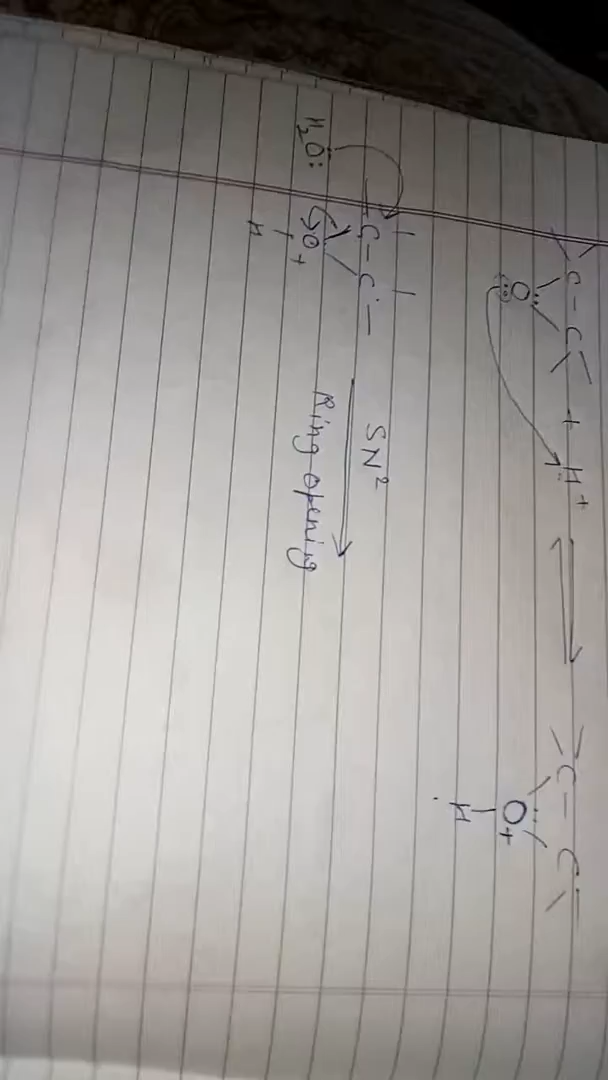 C - C + H+ ⇌ C - C
:O: O+
H
H2O: C - C SN2
:O+ Ring opening
H